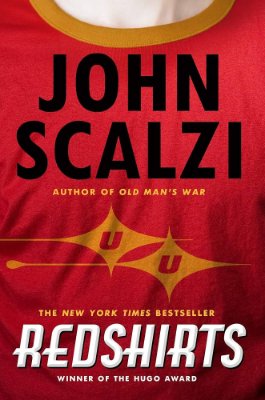 JOHN
SCALZI
AUTHOR OF OLD MAN'S WAR
U
U
THE NEW YORK TIMES BESTSELLER
REDSHIRTS
WINNER OF THE HUGO AWARD